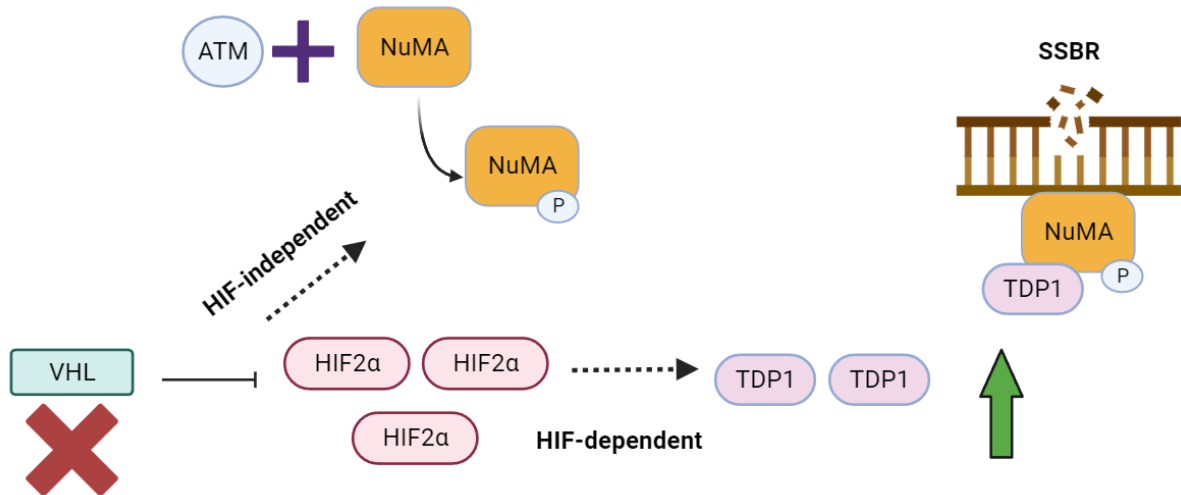 ATM
NuMA
SSBR
NuMA
P
HIF-independent
NuMA
P
TDP1
VHL
HIF2α
HIF2α
TDP1
TDP1
HIF2α
HIF-dependent